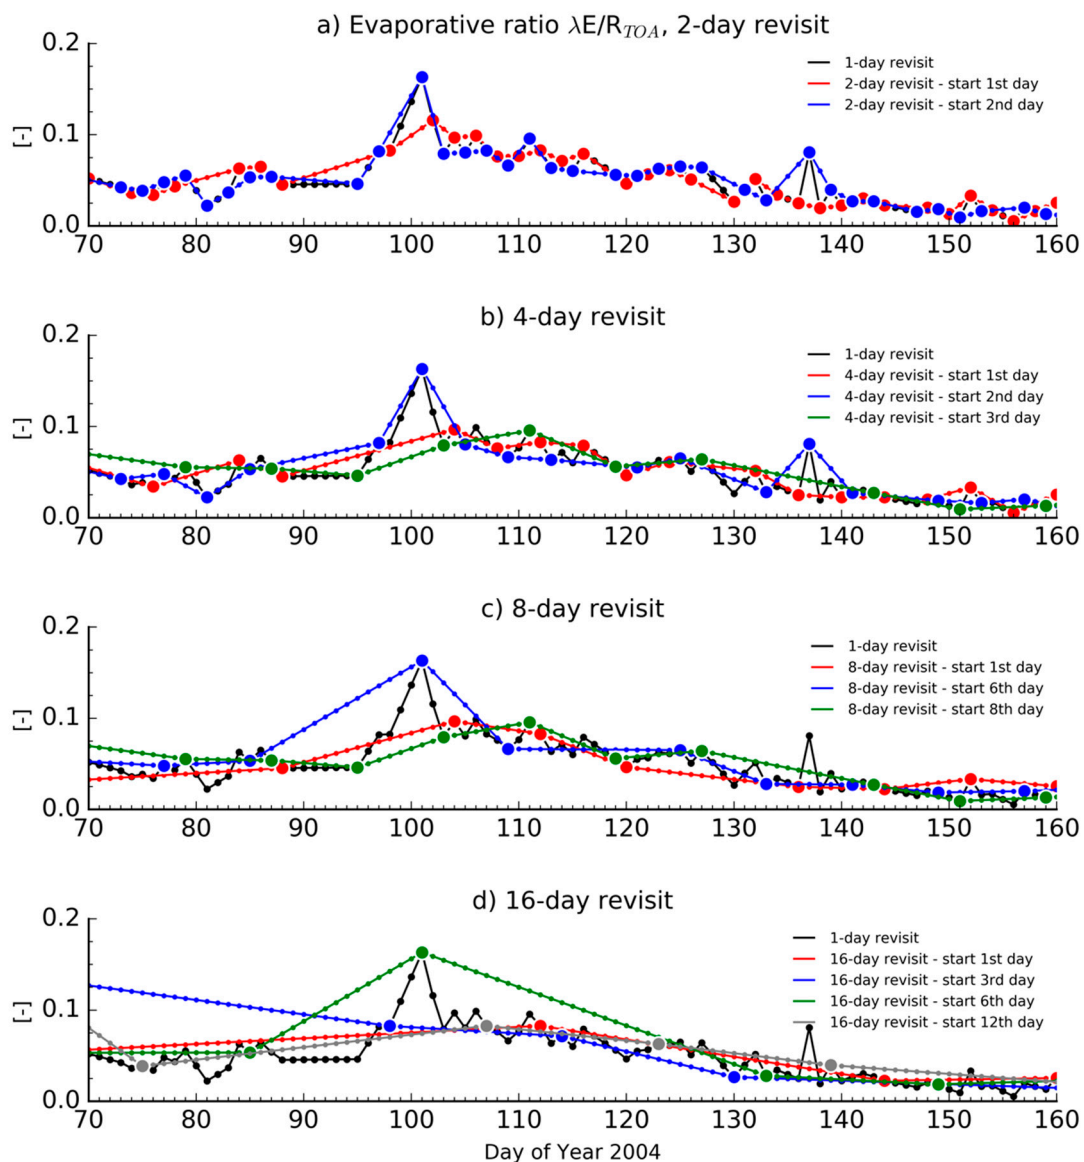 a) Evaporative ratio λE/R_TOA, 2-day revisit
0.2
0.1
0.0
[-]
1-day revisit
2-day revisit - start 1st day
2-day revisit - start 2nd day
70 80 90 100 110 120 130 140 150 160
b) 4-day revisit
0.2
0.1
0.0
[-]
1-day revisit
4-day revisit - start 1st day
4-day revisit - start 2nd day
4-day revisit - start 3rd day
70 80 90 100 110 120 130 140 150 160
c) 8-day revisit
0.2
0.1
0.0
[-]
1-day revisit
8-day revisit - start 1st day
8-day revisit - start 6th day
8-day revisit - start 8th day
70 80 90 100 110 120 130 140 150 160
d) 16-day revisit
0.2
0.1
0.0
[-]
1-day revisit
16-day revisit - start 1st day
16-day revisit - start 3rd day
16-day revisit - start 6th day
16-day revisit - start 12th day
70 80 90 100 110 120 130 140 150 160
Day of Year 2004